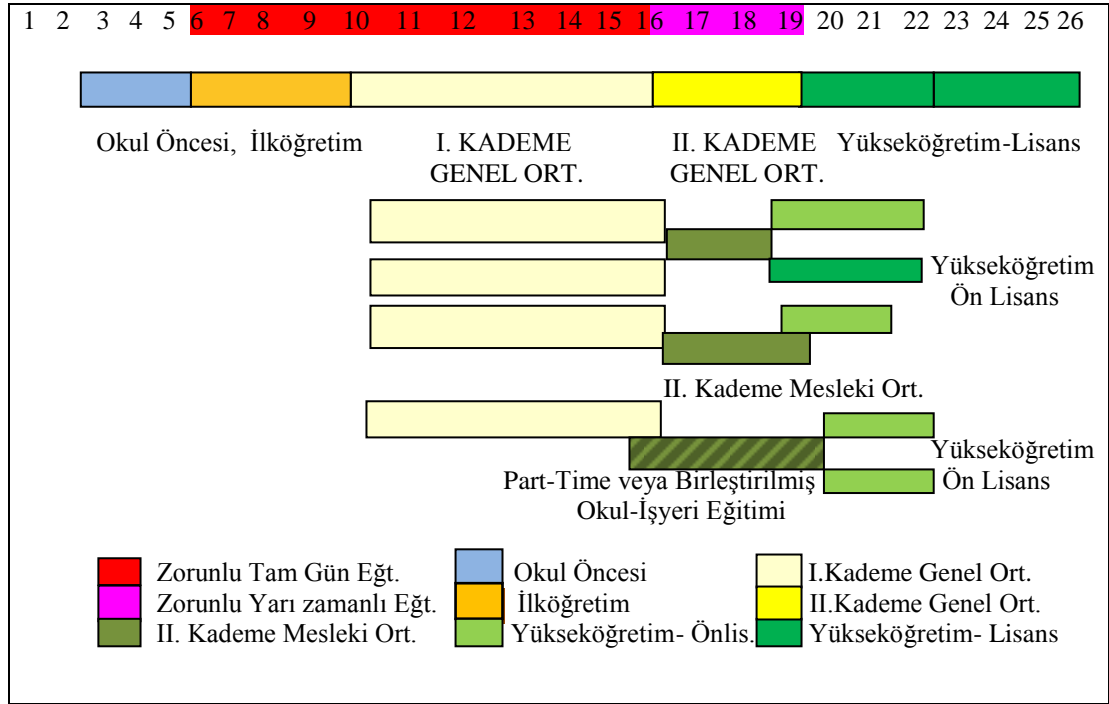 1 2 3 4 5 6 7 8 9 10 11 12 13 14 15 16 17 18 19 20 21 22 23 24 25 26
Okul Öncesi, İlköğretim
I. KADEME
GENEL ORT.
II. KADEME
GENEL ORT.
Yükseköğretim-Lisans
Yükseköğretim
Ön Lisans
II. Kademe Mesleki Ort.
Yükseköğretim
Ön Lisans
Part-Time veya Birleştirilmiş
Okul-İşyeri Eğitimi
Zorunlu Tam Gün Eğt.
Zorunlu Yarı zamanlı Eğt.
II. Kademe Mesleki Ort.
Okul Öncesi
İlköğretim
Yükseköğretim- Önlis.
I.Kademe Genel Ort.
II.Kademe Genel Ort.
Yükseköğretim- Lisans